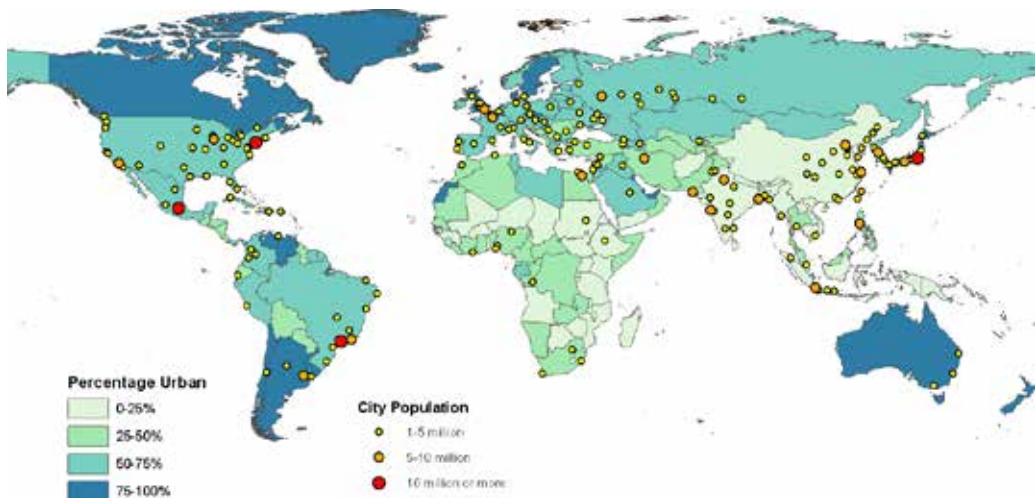 Percentage Urban
0-25%
25-50%
50-75%
75-100%
City Population
1-5 million
5-10 million
10 million or more